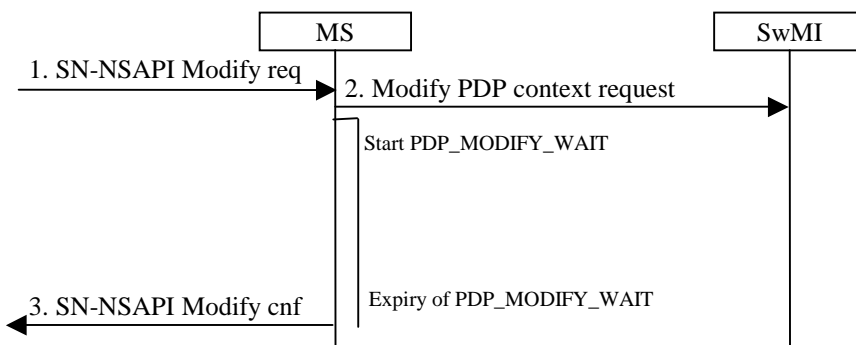 MS
SwMI
1. SN-NSAPI Modify req
2. Modify PDP context request
Start PDP_MODIFY_WAIT
Expiry of PDP_MODIFY_WAIT
3. SN-NSAPI Modify cnf